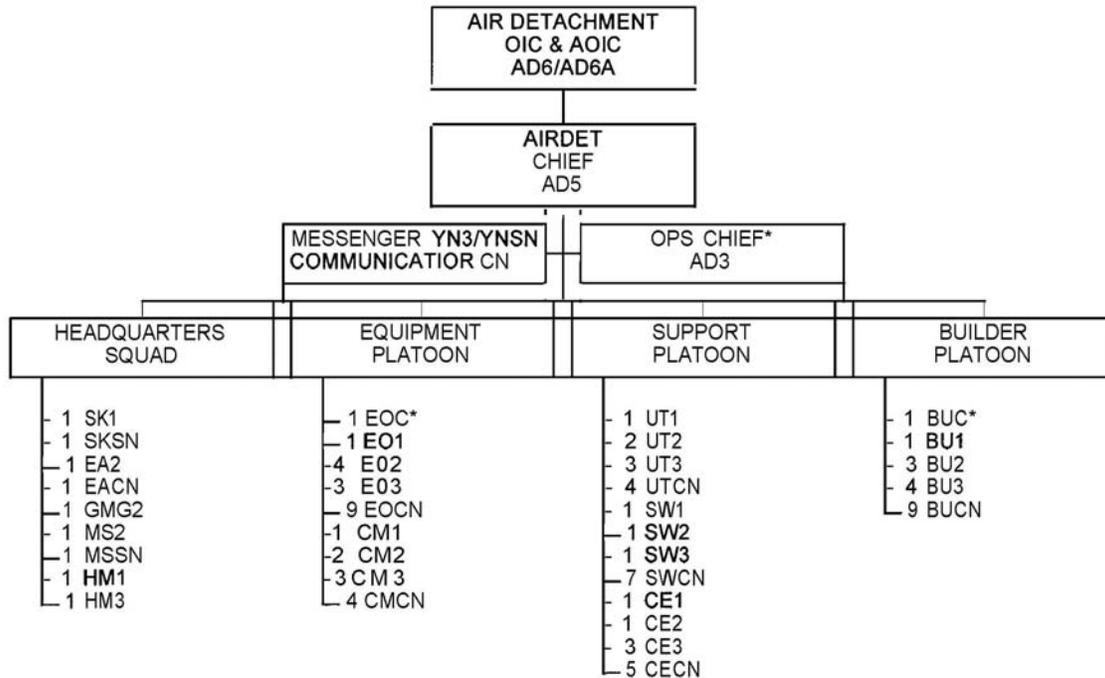 AIR DETACHMENT
OIC & AOIC
AD6/AD6A
AIRDET
CHIEF
AD5
MESSENGER YN3/YNSN
COMMUNICATIOR CN
OPS CHIEF*
AD3
HEADQUARTERS
SQUAD
1 SK1
1 SKSN
1 EA2
1 EACN
1 GMG2
1 MS2
1 MSSN
1 HM1
1 HM3
EQUIPMENT
PLATOON
1 EOC*
1 EO1
4 E02
3 E03
9 EOCN
1 CM1
2 CM2
3 CM3
4 CMCN
SUPPORT
PLATOON
1 UT1
2 UT2
3 UT3
4 UTCN
1 SW1
1 SW2
1 SW3
7 SWCN
1 CE1
1 CE2
3 CE3
5 CECN
BUILDER
PLATOON
1 BUC*
1 BU1
3 BU2
4 BU3
9 BUCN